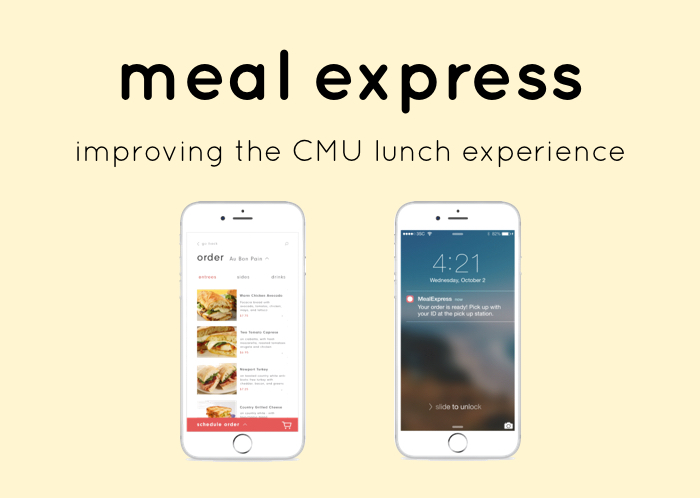 meal express
improving the CMU lunch experience
go back
order Au Bon Pain
entrees sides drinks
Warm Chicken Avocado
Two Tomato Caprese
Newport Turkey
Country Grilled Cheese
schedule order
4:21
Wednesday, October 2
MealExpress now
Your order is ready! Pick up with
your ID at the pick up station.
slide to unlock